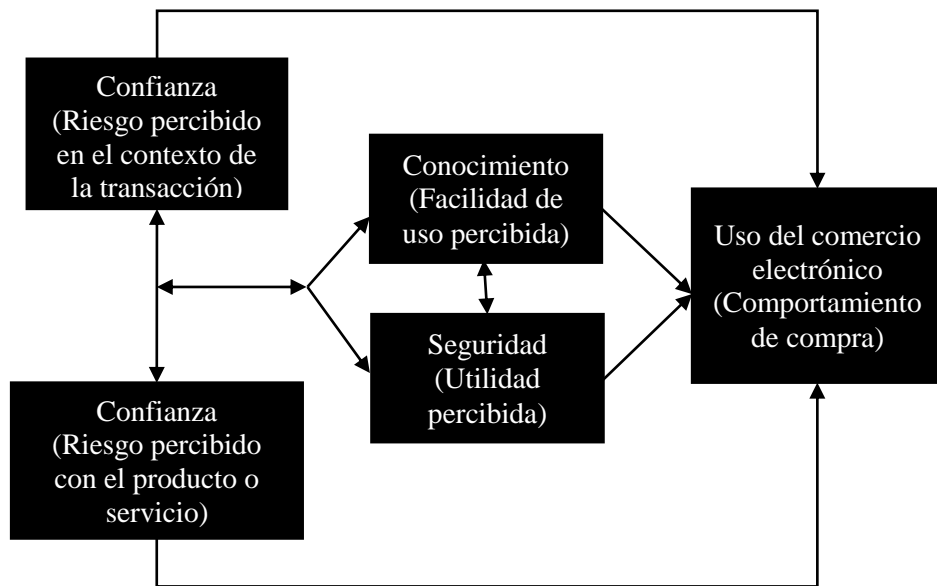 Confianza
(Riesgo percibido
en el contexto de
la transacción)
Conocimiento
(Facilidad de
uso percibida)
Uso del comercio
electrónico
(Comportamiento
de compra)
Seguridad
(Utilidad
percibida)
Confianza
(Riesgo percibido
con el producto o
servicio)